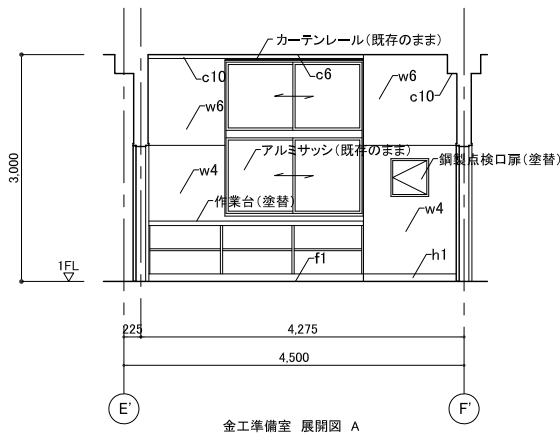 カーテンレール(既存のまま)
c10
c6
w6
c10
w6
アルミサッシ(既存のまま)
鋼製点検口扉(塗替)
3,000
w4
作業台(塗替)
w4
1FL
f1
h1
225
4,275
4,500
E'
F'
金工準備室 展開図 A